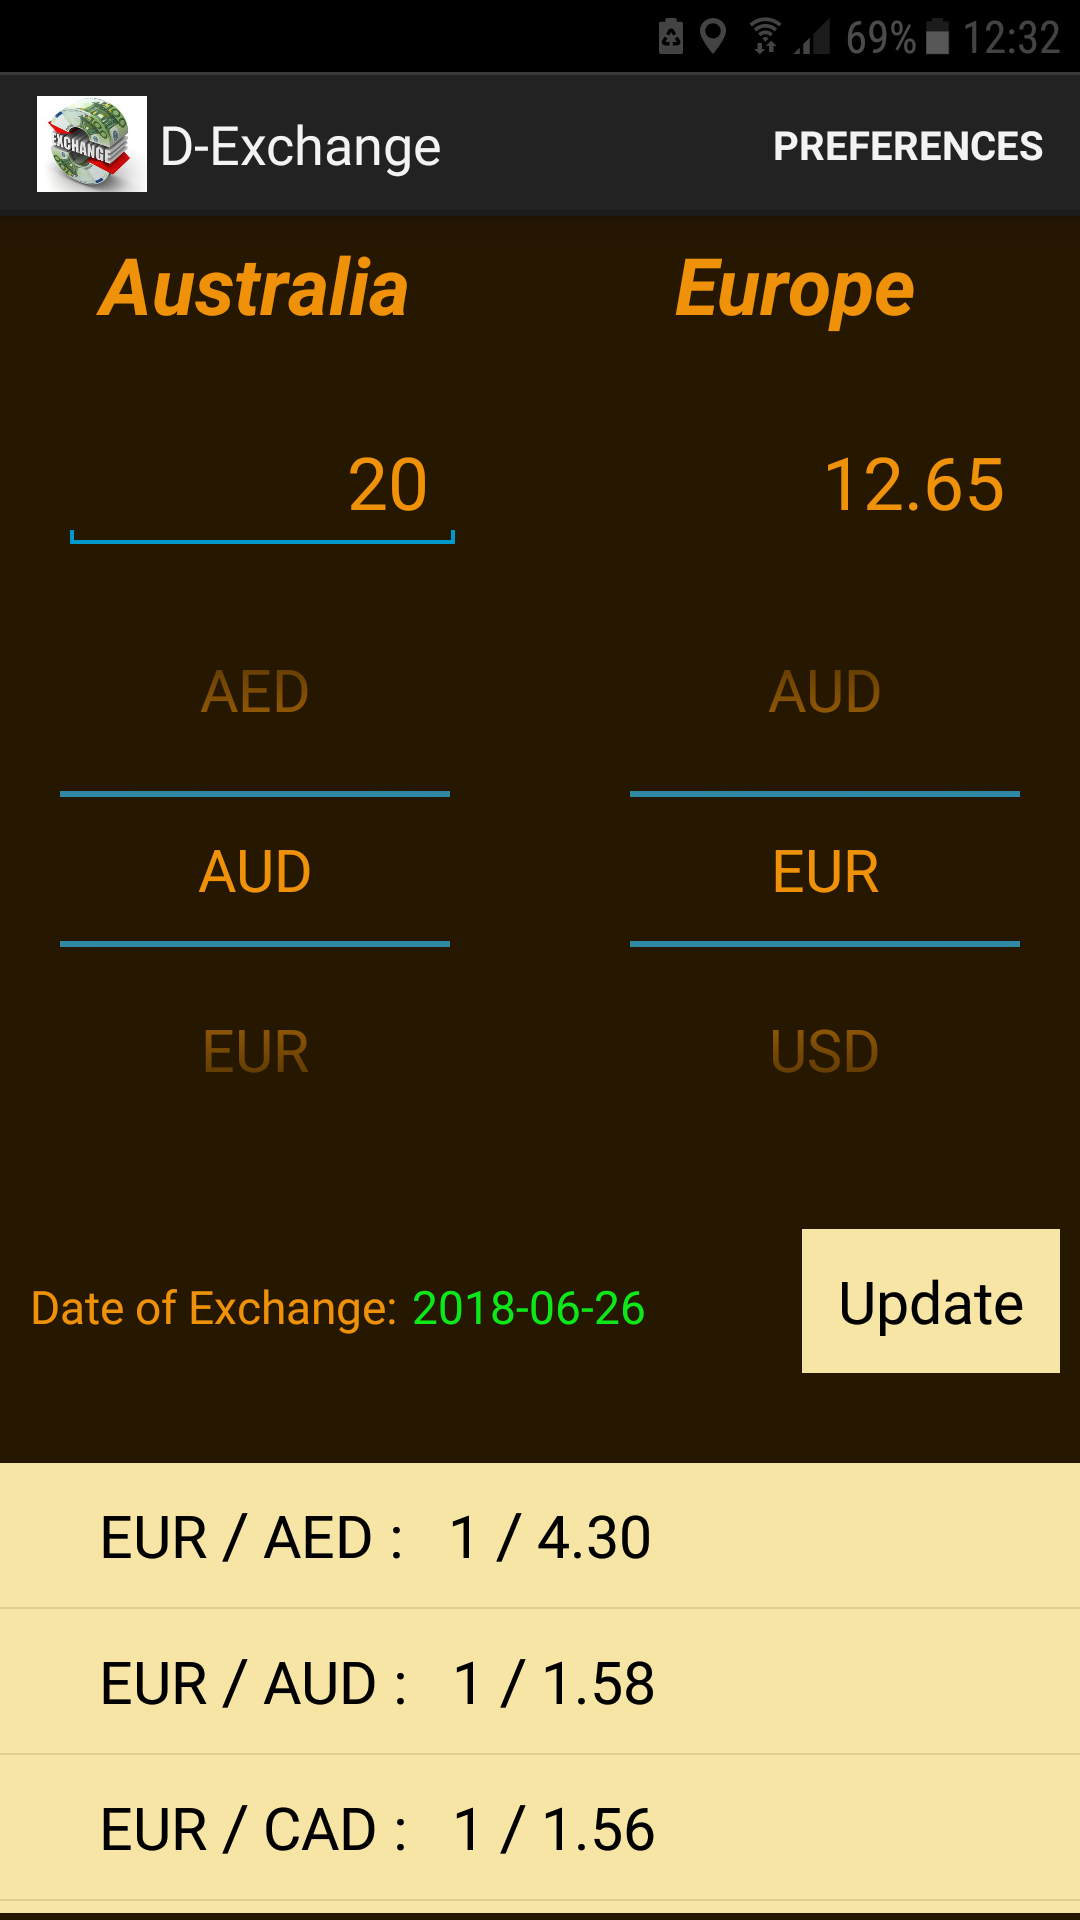 69% 12:32
EXCHANGE D-Exchange PREFERENCES
Australia Europe
20 12.65
AED AUD
AUD EUR
EUR USD
Date of Exchange: 2018-06-26 Update
EUR / AED : 1 / 4.30
EUR / AUD : 1 / 1.58
EUR / CAD : 1 / 1.56